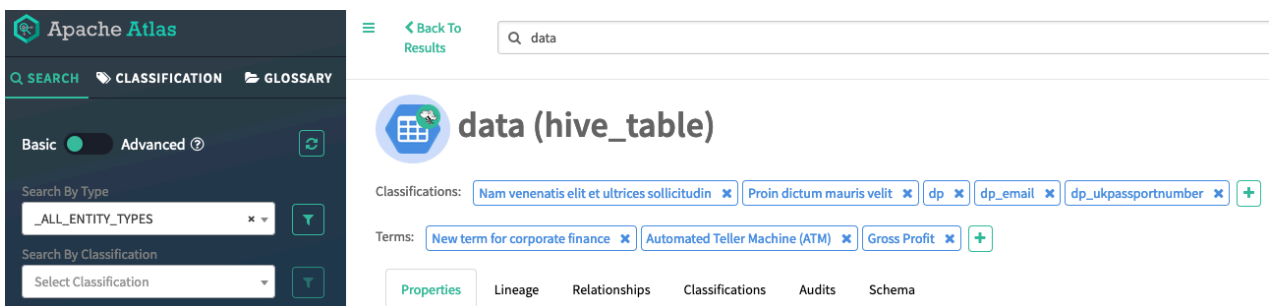 Apache Atlas
SEARCH CLASSIFICATION GLOSSARY
Basic Advanced
Search By Type
_ALL_ENTITY_TYPES
Search By Classification
Select Classification
Back To
Results
data
data (hive_table)
Classifications: Nam venenatis elit et ultrices sollicitudin Proin dictum mauris velit dp dp_email dp_ukpassportnumber
Terms: New term for corporate finance Automated Teller Machine (ATM) Gross Profit
Properties Lineage Relationships Classifications Audits Schema